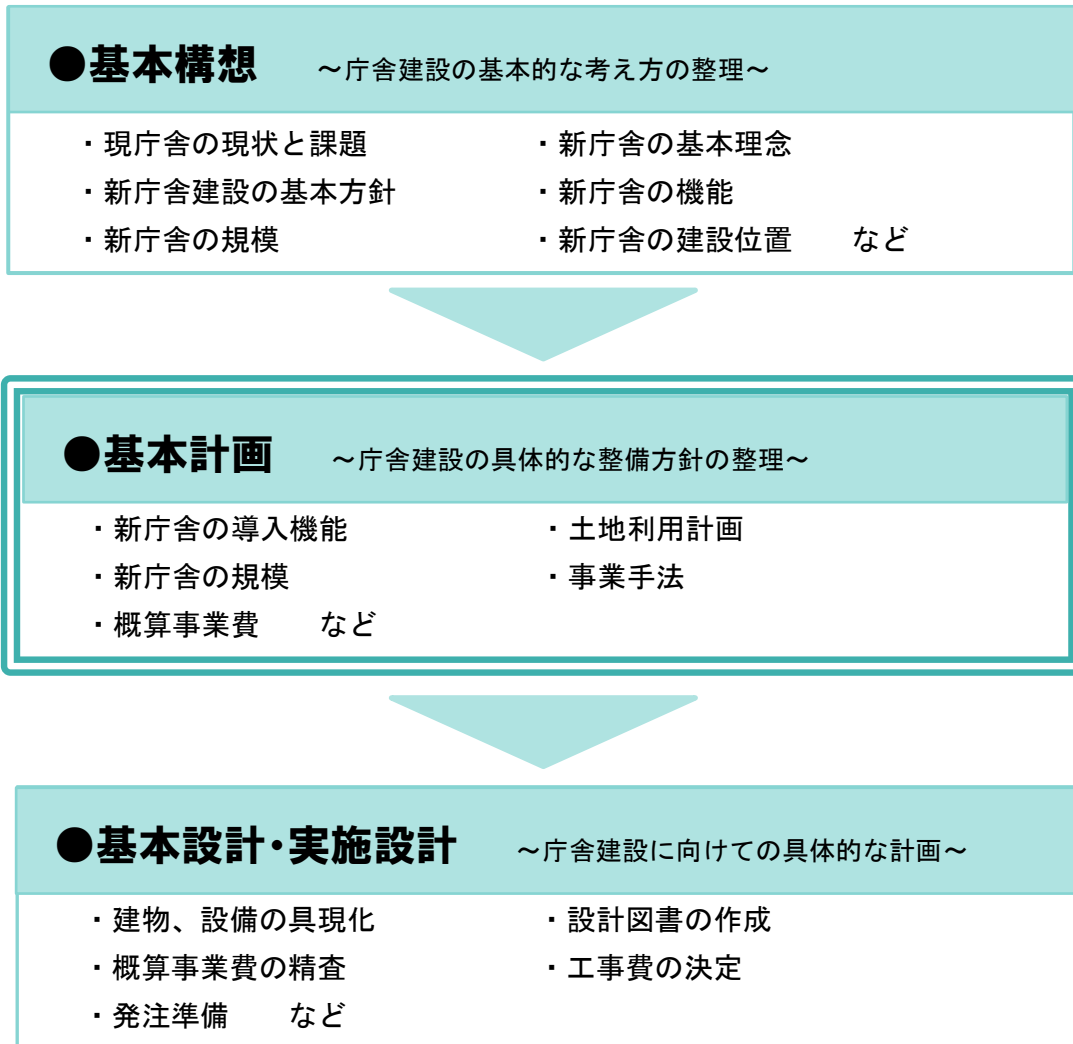 ●基本構想　～庁舎建設の基本的な考え方の整理～
・現庁舎の現状と課題　・新庁舎の基本理念
・新庁舎建設の基本方針　・新庁舎の機能
・新庁舎の規模　・新庁舎の建設位置　など
●基本計画　～庁舎建設の具体的な整備方針の整理～
・新庁舎の導入機能　・土地利用計画
・新庁舎の規模　・事業手法
・概算事業費　など
●基本設計・実施設計　～庁舎建設に向けての具体的な計画～
・建物、設備の具現化　・設計図書の作成
・概算事業費の精査　・工事費の決定
・発注準備　など